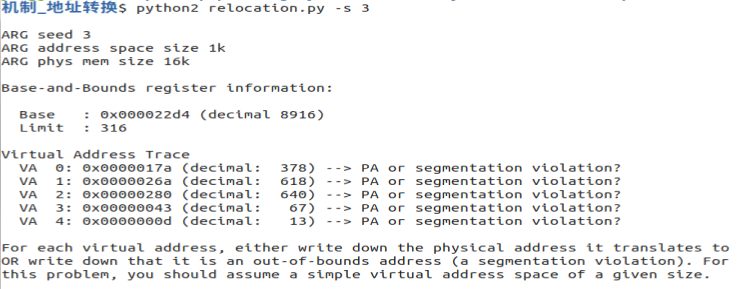 机制_地址转换$ python2 relocation.py -s 3
ARG seed 3
ARG address space size 1k
ARG phys mem size 16k
Base-and-Bounds register information:
Base   : 0x000022d4 (decimal 8916)
Limit  : 316
Virtual Address Trace
VA  0: 0x0000017a (decimal:  378) --> PA or segmentation violation?
VA  1: 0x0000026a (decimal:  618) --> PA or segmentation violation?
VA  2: 0x00000280 (decimal:  640) --> PA or segmentation violation?
VA  3: 0x00000043 (decimal:   67) --> PA or segmentation violation?
VA  4: 0x0000000d (decimal:   13) --> PA or segmentation violation?
For each virtual address, either write down the physical address it translates to
OR write down that it is an out-of-bounds address (a segmentation violation). For
this problem, you should assume a simple virtual address space of a given size.